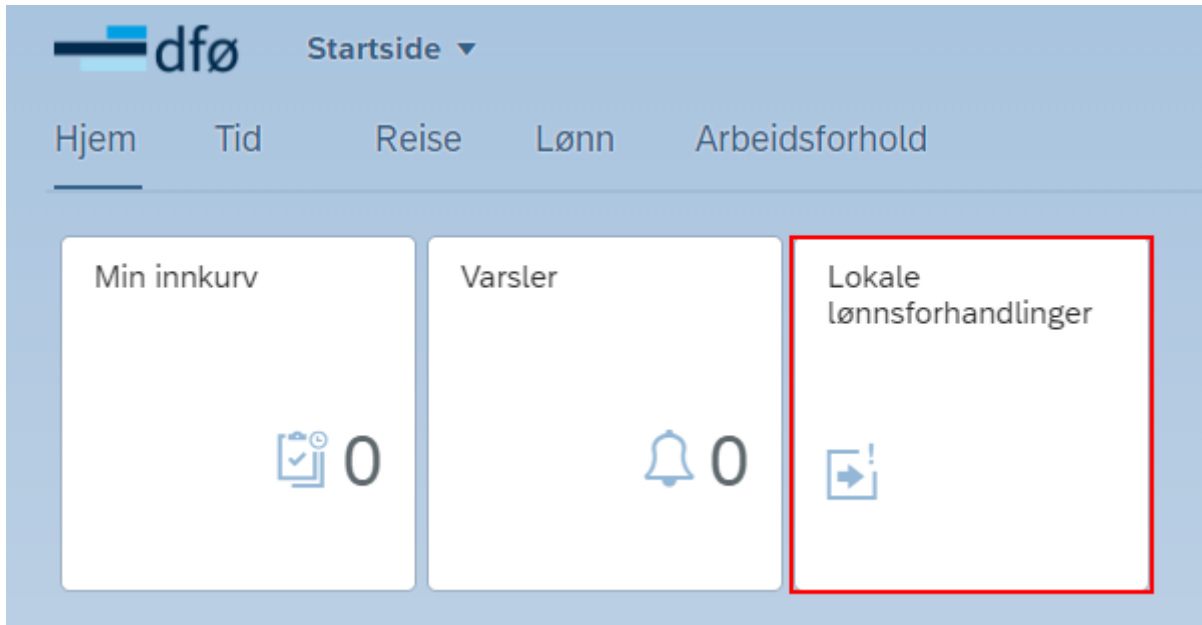 dfø Startside
Hjem Tid Reise Lønn Arbeidsforhold
Min innkurv
0
Varsler
0
Lokale
lønnsforhandlinger